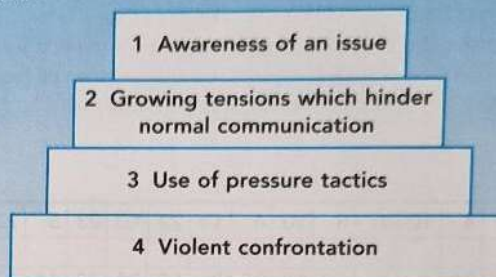 1 Awareness of an issue
2 Growing tensions which hinder
normal communication
3 Use of pressure tactics
4 Violent confrontation